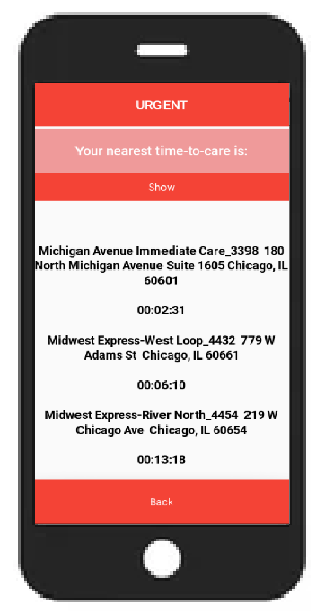 URGENT
Your nearest time-to-care is:
Show
Michigan Avenue Immediate Care_3398 180
North Michigan Avenue Suite 1605 Chicago, IL
60601
00:02:31
Midwest Express-West Loop_4432 779 W
Adams St Chicago, IL 60661
00:06:10
Midwest Express-River North_4454 219 W
Chicago Ave Chicago, IL 60654
00:13:18
Back